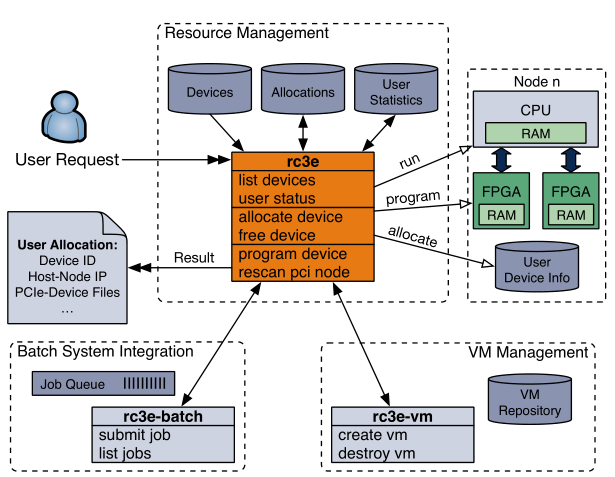 Resource Management
Devices
Allocations
User
Statistics
Node n
CPU
RAM
FPGA
RAM
FPGA
RAM
User
Device Info
User Request
rc3e
list devices
user status
allocate device
free device
program device
rescan pci node
run
program
allocate
Result
User Allocation:
Device ID
Host-Node IP
PCIe-Device Files
...
Batch System Integration
Job Queue
rc3e-batch
submit job
list jobs
VM Management
rc3e-vm
create vm
destroy vm
VM
Repository